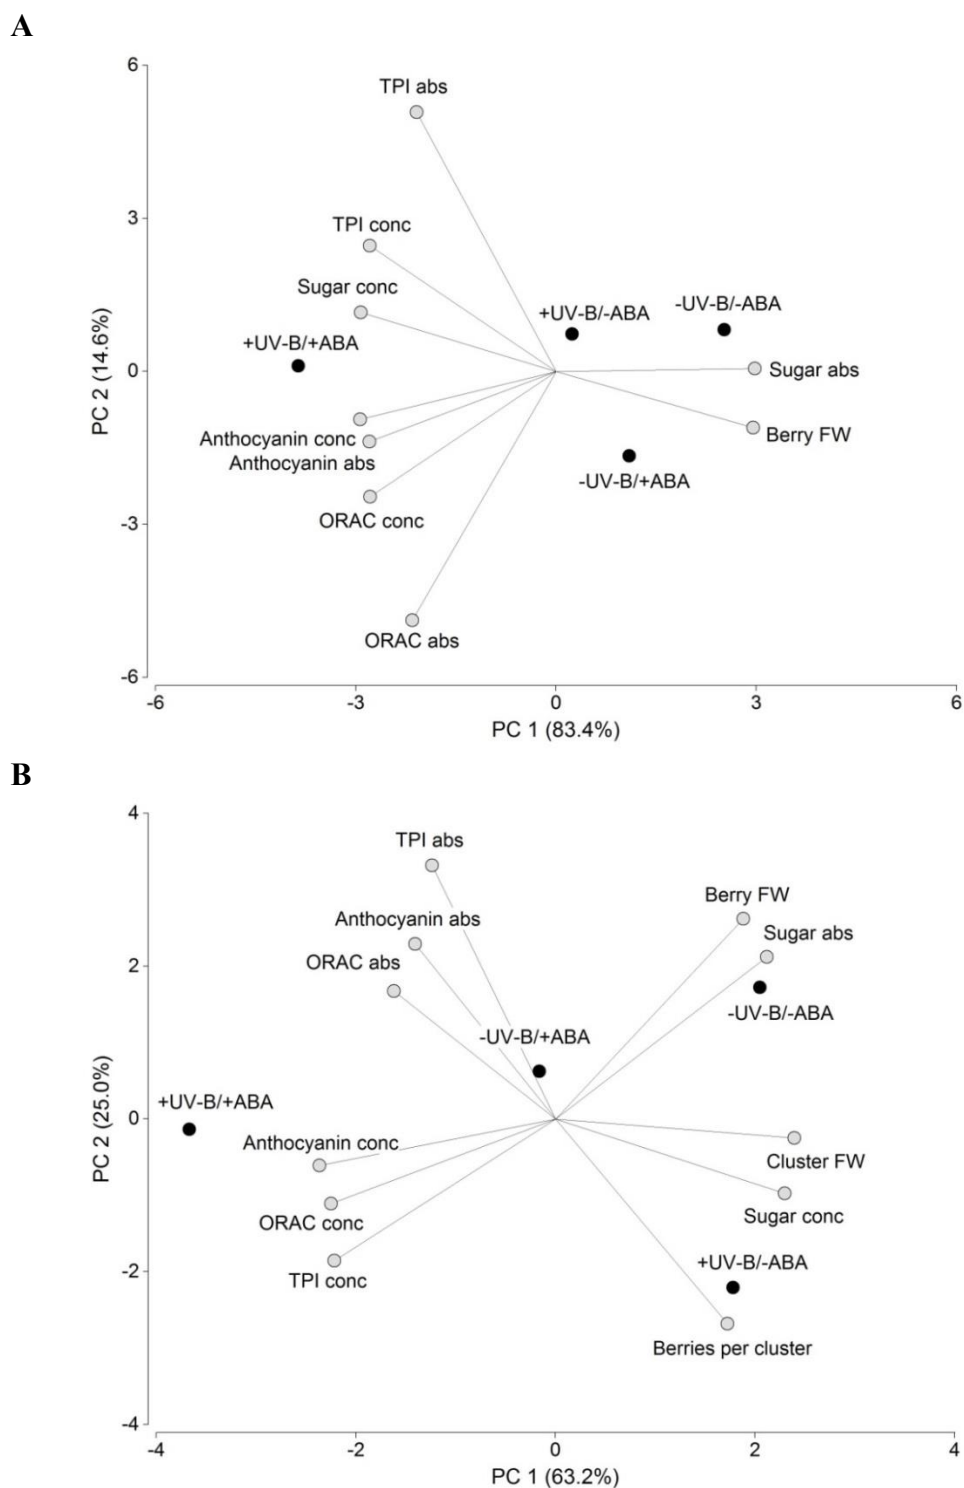 A
6
TPI abs
3
TPI conc
Sugar conc
+UV-B/-ABA
-UV-B/-ABA
+UV-B/+ABA
0
Sugar abs
PC 2 (14.6%)
Anthocyanin conc
Berry FW
Anthocyanin abs
-UV-B/+ABA
-3
ORAC conc
ORAC abs
-6
-6
-3
0
3
6
PC 1 (83.4%)
B
4
TPI abs
Berry FW
Anthocyanin abs
Sugar abs
ORAC abs
2
-UV-B/-ABA
-UV-B/+ABA
+UV-B/+ABA
0
PC 2 (25.0%)
Anthocyanin conc
Cluster FW
ORAC conc
Sugar conc
TPI conc
+UV-B/-ABA
-2
Berries per cluster
-4
-4
-2
0
2
4
PC 1 (63.2%)